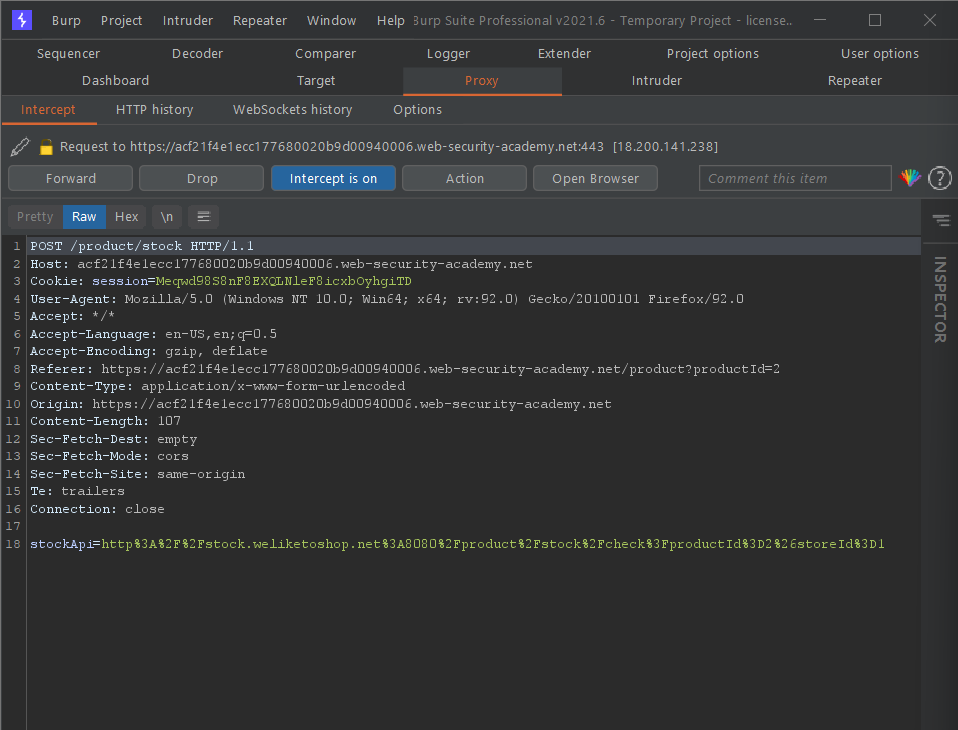 Burp Project Intruder Repeater Window Help Burp Suite Professional v2021.6 - Temporary Project - license..
Sequencer Decoder Comparer Logger Extender Project options User options
Dashboard Target Proxy Intruder Repeater
Intercept HTTP history WebSockets history Options
Request to https://acf21f4e1ecc177680020b9d00940006.web-security-academy.net:443 [18.200.141.238]
Forward Drop Intercept is on Action Open Browser Comment this item ?
Pretty Raw Hex \n
INSPECTOR
1 POST /product/stock HTTP/1.1
2 Host: acf21f4e1ecc177680020b9d00940006.web-security-academy.net
3 Cookie: session=Meqwd98S8nF8EXQLNleF8icxbOyhgiTD
4 User-Agent: Mozilla/5.0 (Windows NT 10.0; Win64; x64; rv:92.0) Gecko/20100101 Firefox/92.0
5 Accept: */*
6 Accept-Language: en-US,en;q=0.5
7 Accept-Encoding: gzip, deflate
8 Referer: https://acf21f4e1ecc177680020b9d00940006.web-security-academy.net/product?productId=2
9 Content-Type: application/x-www-form-urlencoded
10 Origin: https://acf21f4e1ecc177680020b9d00940006.web-security-academy.net
11 Content-Length: 107
12 Sec-Fetch-Dest: empty
13 Sec-Fetch-Mode: cors
14 Sec-Fetch-Site: same-origin
15 Te: trailers
16 Connection: close
17
18 stockApi=http%3A%2F%2Fstock.weliketoshop.net%3A8080%2Fproduct%2Fstock%2Fcheck%3FproductId%3D2%26storeId%3D1